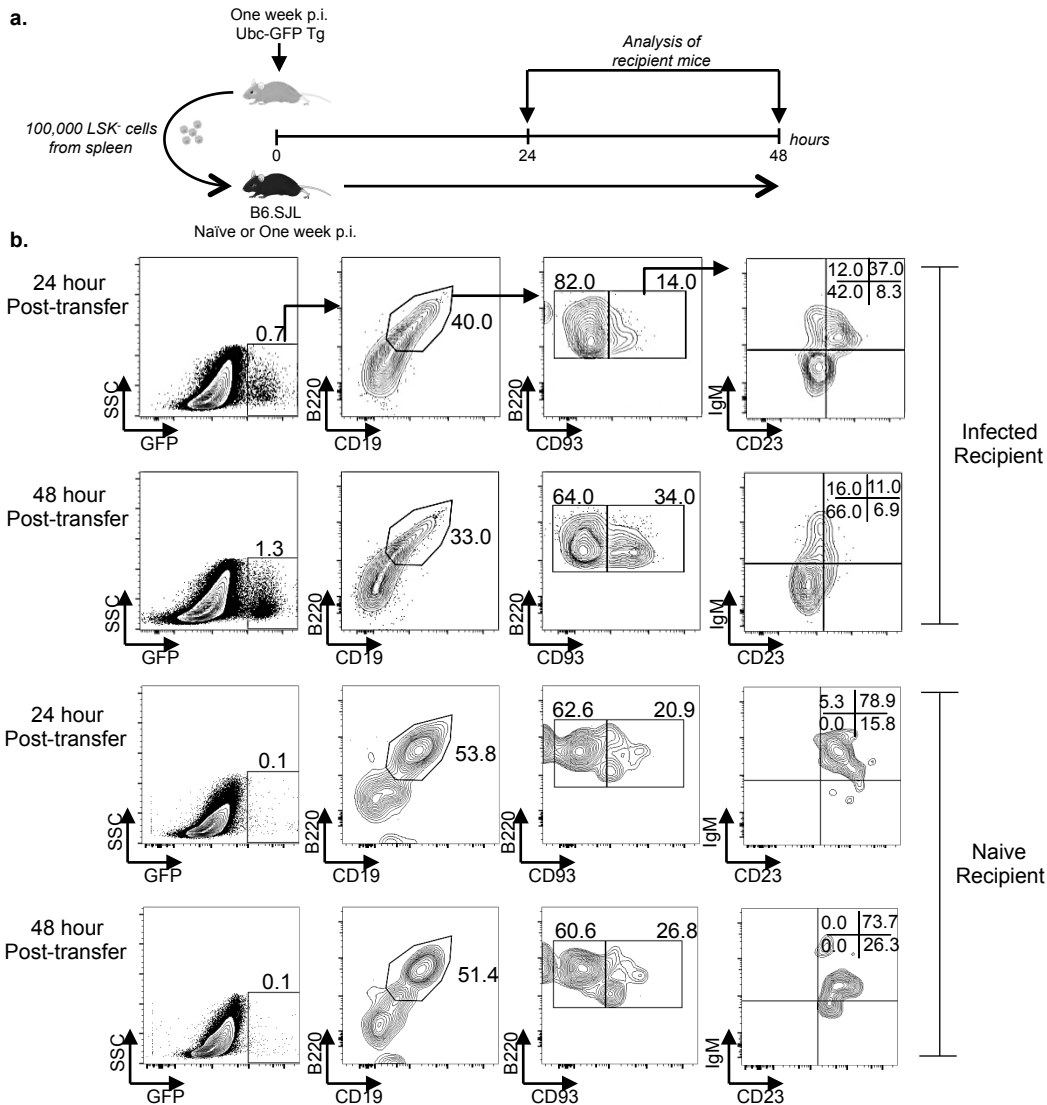 a.
One week p.i.
Ubc-GFP Tg
Analysis of
recipient mice
100,000 LSK- cells
from spleen
0
24
48
hours
B6.SJL
Naïve or One week p.i.
b.
24 hour
Post-transfer
0.7
SSC
GFP
40.0
B220
CD19
82.0
14.0
B220
CD93
12.0
37.0
42.0
8.3
IgM
CD23
48 hour
Post-transfer
1.3
SSC
GFP
33.0
B220
CD19
64.0
34.0
B220
CD93
16.0
11.0
66.0
6.9
IgM
CD23
Infected
Recipient
24 hour
Post-transfer
0.1
SSC
GFP
53.8
B220
CD19
62.6
20.9
B220
CD93
5.3
78.9
0.0
15.8
IgM
CD23
48 hour
Post-transfer
0.1
SSC
GFP
51.4
B220
CD19
60.6
26.8
B220
CD93
0.0
73.7
0.0
26.3
IgM
CD23
Naive
Recipient